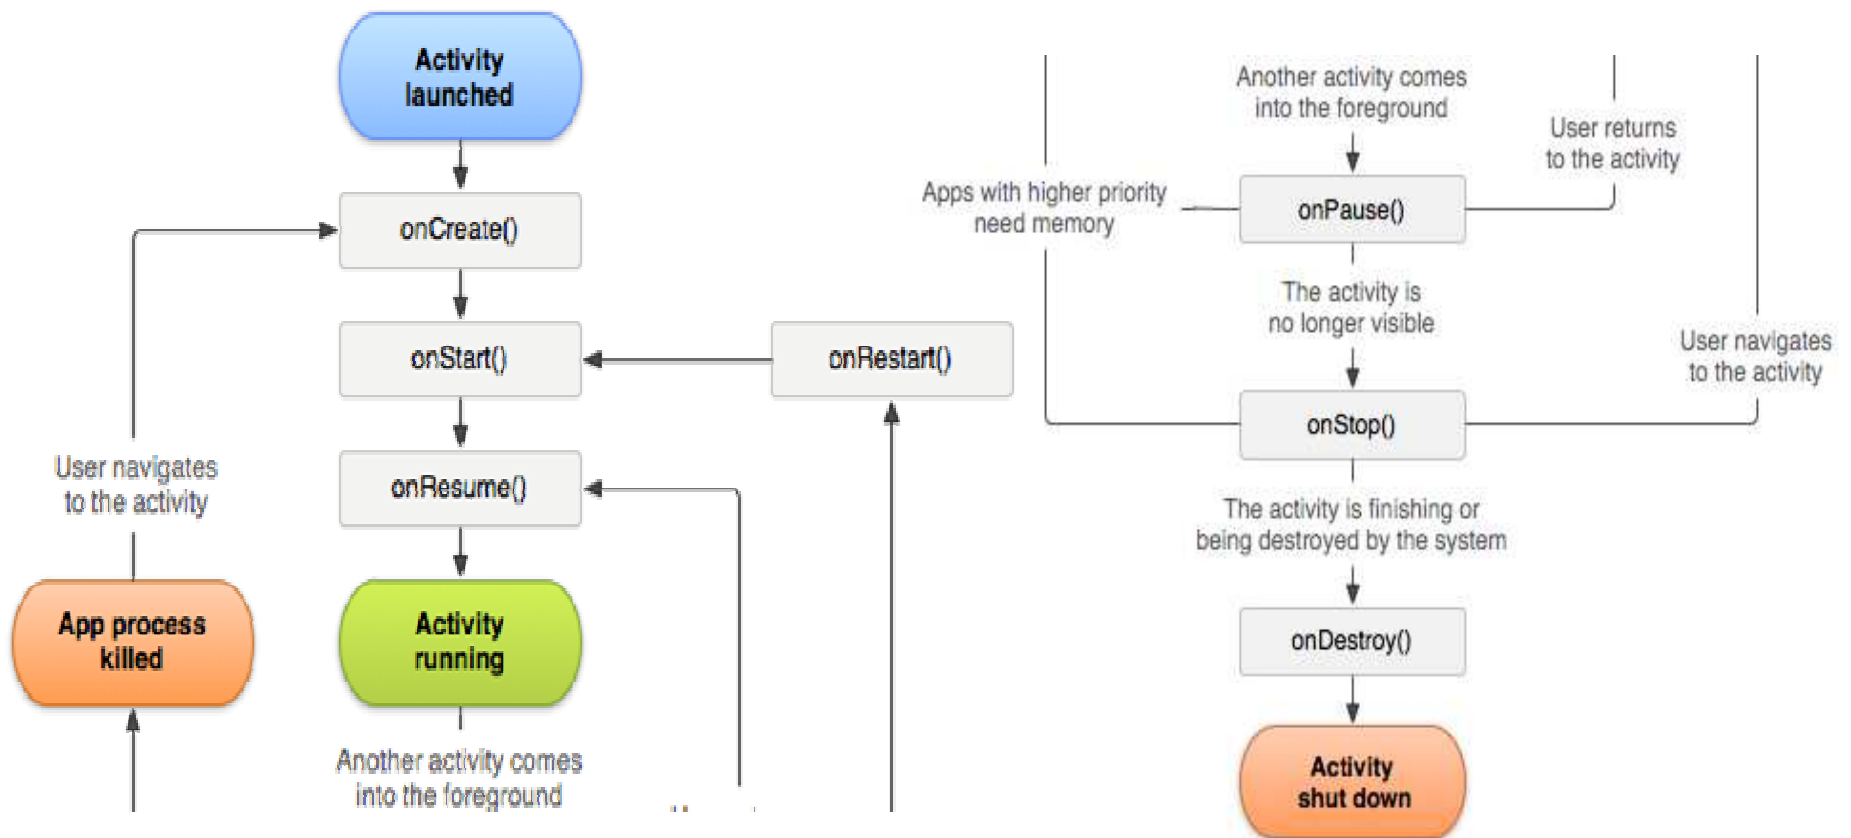 Activity
launched
onCreate()
onStart()
onRestart()
onResume()
User navigates
to the activity
App process
killed
Activity
running
Another activity comes
into the foreground
Another activity comes
into the foreground
User returns
to the activity
Apps with higher priority
need memory
onPause()
The activity is
no longer visible
User navigates
to the activity
onStop()
The activity is finishing or
being destroyed by the system
onDestroy()
Activity
shut down